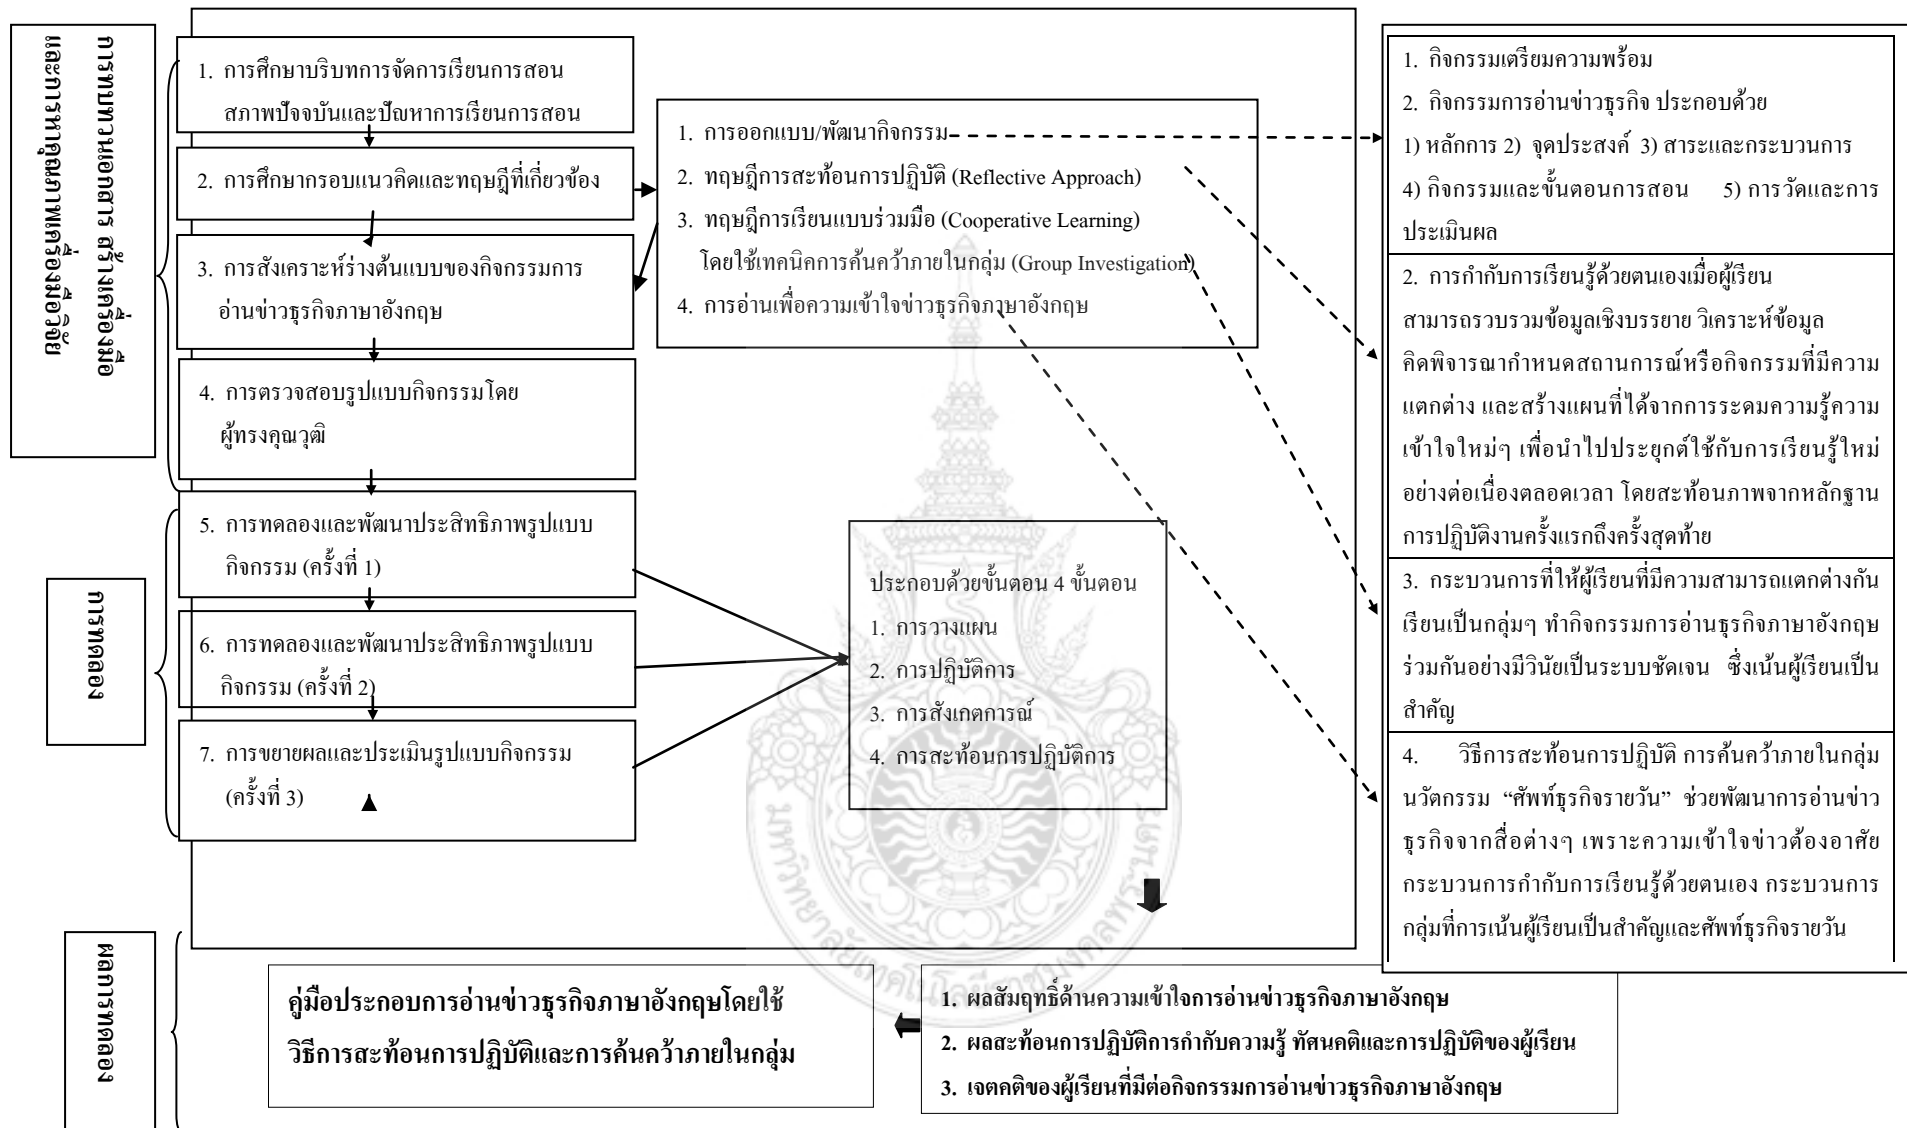 การทบทวนเอกสาร สร้างเครื่องมือ
และการหาคุณภาพเครื่องมือวิจัย
1. การศึกษาบริบทการจัดการเรียนการสอน
สภาพปัจจบันและปัญหาการเรียนการสอน
2. การศึกษากรอบแนวคิดและทฤษฎีที่เกี่ยวข้อง
3. การสังเคราะห์ร่างต้นแบบของกิจกรรมการ
อ่านข่าวธุรกิจภาษาอังกฤษ
4. การตรวจสอบรูปแบบกิจกรรมโดย
ผู้ทรงคุณวุฒิ
การทดลอง
5. การทดลองและพัฒนาประสิทธิภาพรูปแบบ
กิจกรรม (ครั้งที่ 1)
6. การทดลองและพัฒนาประสิทธิภาพรูปแบบ
กิจกรรม (ครั้งที่ 2)
7. การขยายผลและประเมินรูปแบบกิจกรรม
(ครั้งที่ 3)
1. การออกแบบ/พัฒนากิจกรรม
2. ทฤษฎีการสะท้อนการปฏิบัติ (Reflective Approach)
3. ทฤษฎีการเรียนแบบร่วมมือ (Cooperative Learning)
โดยใช้เทคนิคการค้นคว้าภายในกลุ่ม (Group Investigation)
4. การอ่านเพื่อความเข้าใจข่าวธุรกิจภาษาอังกฤษ
ประกอบด้วยขั้นตอน 4 ขั้นตอน
1. การวางแผน
2. การปฏิบัติการ
3. การสังเกตการณ์
4. การสะท้อนการปฏิบัติการ
1. กิจกรรมเตรียมความพร้อม
2. กิจกรรมการอ่านข่าวธุรกิจ ประกอบด้วย
1) หลักการ 2) จุดประสงค์ 3) สาระและกระบวนการ
4) กิจกรรมและขั้นตอนการสอน 5) การวัดและการ
ประเมินผล
2. การกำกับการเรียนรู้ด้วยตนเองเมื่อผู้เรียน
สามารถรวบรวมข้อมูลเชิงบรรยาย วิเคราะห์ข้อมูล
คิดพิจารณากำหนดสถานการณ์หรือกิจกรรมที่มีความ
แตกต่าง และสร้างแผนที่ได้จากการระดมความรู้ความ
เข้าใจใหม่ๆ เพื่อนำไปประยุกต์ใช้กับการเรียนรู้ใหม่
อย่างต่อเนื่องตลอดเวลา โดยสะท้อนภาพจากหลักฐาน
การปฏิบัติงานครั้งแรกถึงครั้งสุดท้าย
3. กระบวนการที่ให้ผู้เรียนที่มีความสามารถแตกต่างกัน
เรียนเป็นกลุ่มๆ ทำกิจกรรมการอ่านธุรกิจภาษาอังกฤษ
ร่วมกันอย่างมีวินัยเป็นระบบชัดเจน ซึ่งเน้นผู้เรียนเป็น
สำคัญ
4. วิธีการสะท้อนการปฏิบัติ การค้นคว้าภายในกลุ่ม
นวัตกรรม “ศัพท์ธุรกิจรายวัน” ช่วยพัฒนาการอ่านข่าว
ธุรกิจจากสื่อต่างๆ เพราะความเข้าใจข่าวต้องอาศัย
กระบวนการกำกับการเรียนรู้ด้วยตนเอง กระบวนการ
กลุ่มที่การเน้นผู้เรียนเป็นสำคัญและศัพท์ธุรกิจรายวัน
มหาวิทยาลัยเทคโนโลยีราชมงคลพระนคร
ผลการทดลอง
คู่มือประกอบการอ่านข่าวธุรกิจภาษาอังกฤษโดยใช้
วิธีการสะท้อนการปฏิบัติและการค้นคว้าภายในกลุ่ม
1. ผลสัมฤทธิ์ด้านความเข้าใจการอ่านข่าวธุรกิจภาษาอังกฤษ
2. ผลสะท้อนการปฏิบัติการกำกับความรู้ ทัศนคติและการปฏิบัติของผู้เรียน
3. เจตคติของผู้เรียนที่มีต่อกิจกรรมการอ่านข่าวธุรกิจภาษาอังกฤษ